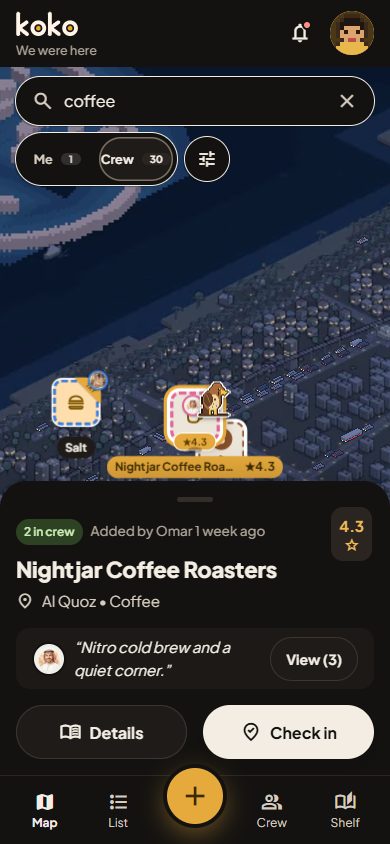 koko
We were here
coffee
Me 1 Crew 30
Salt
★4.3
Nightjar Coffee Roa... ★4.3
2 in crew Added by Omar 1 week ago
4.3
Nightjar Coffee Roasters
Al Quoz • Coffee
“Nitro cold brew and a
quiet corner.”
View (3)
Details
Check in
Map List Crew Shelf